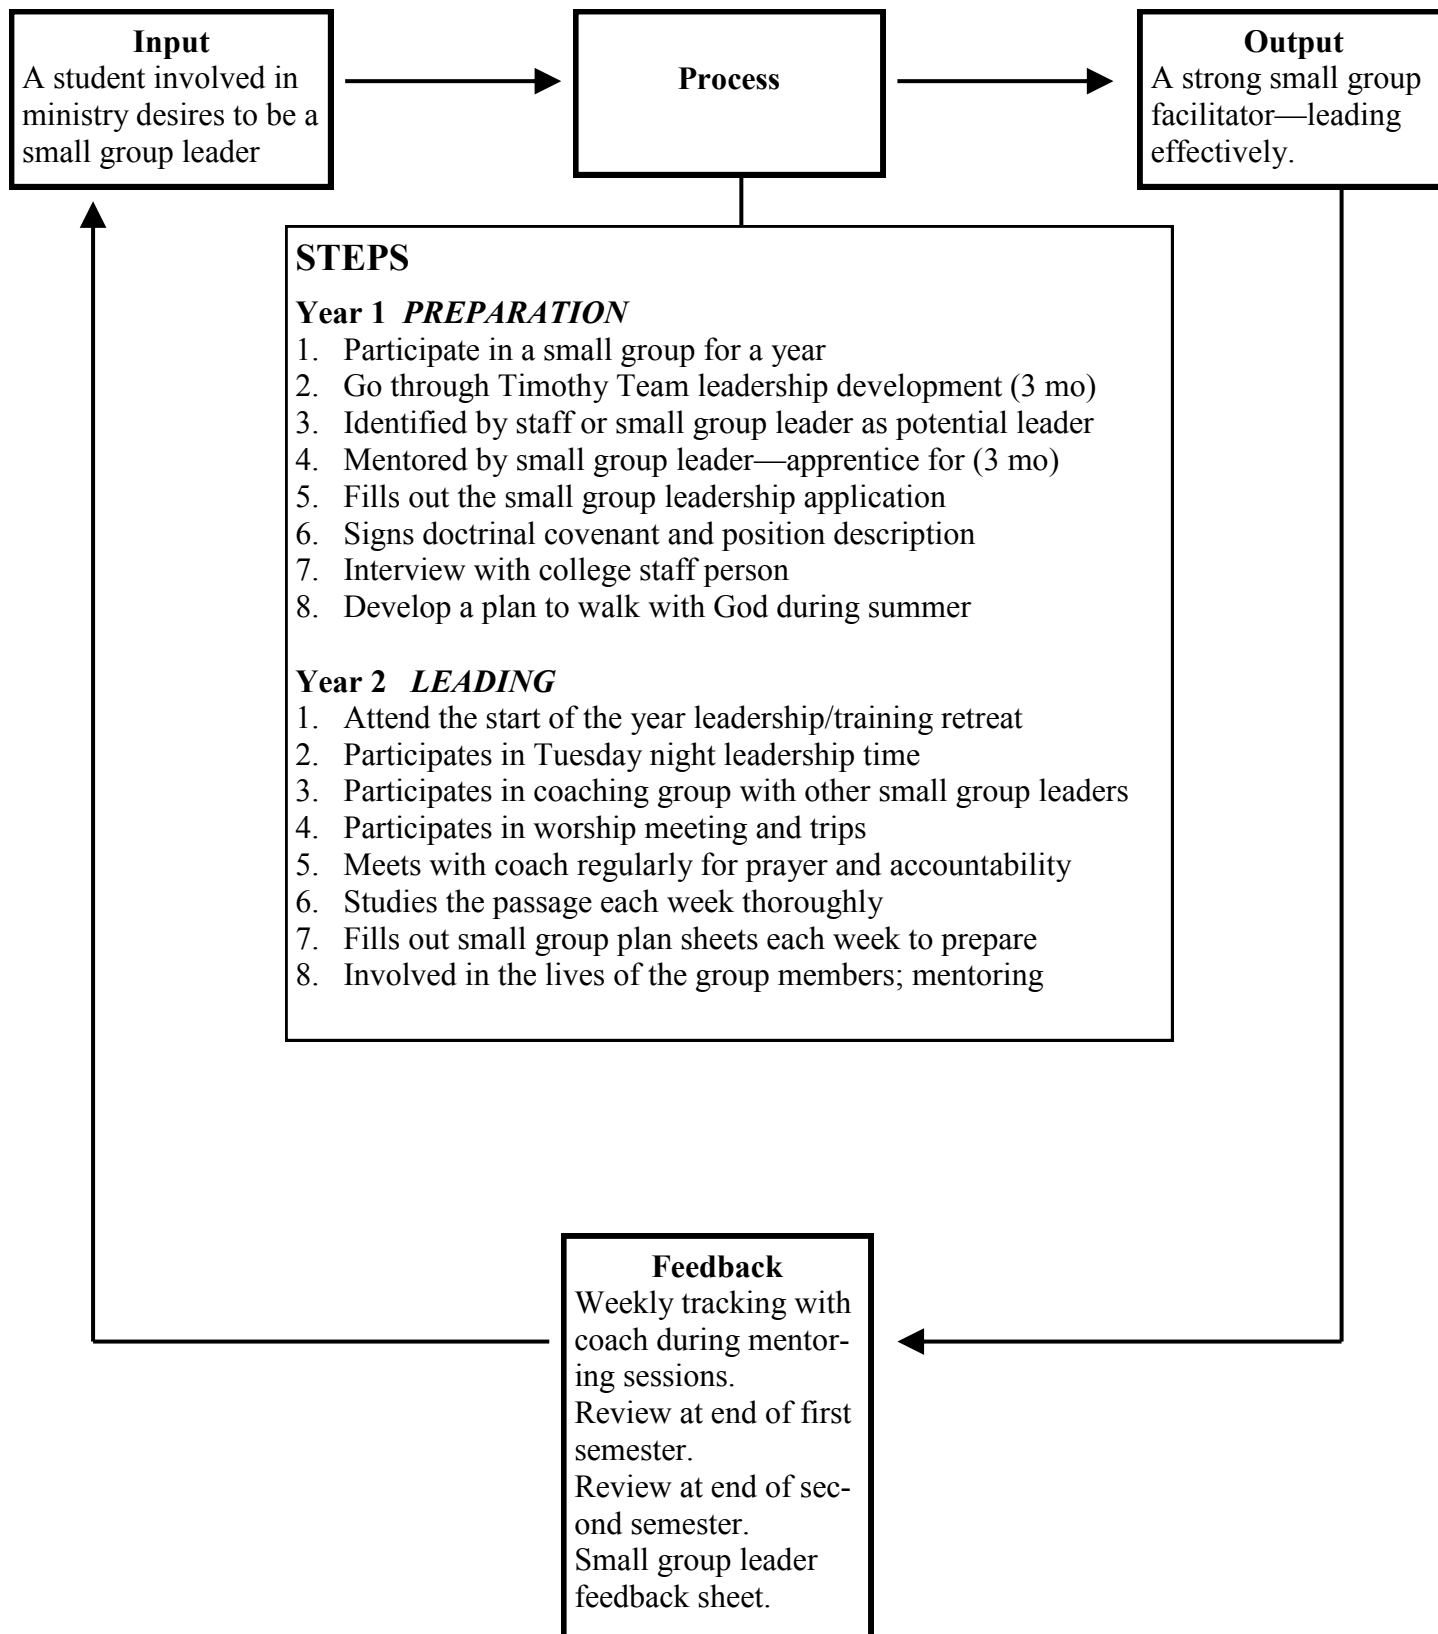 Input
A student involved in
ministry desires to be a
small group leader
Process
Output
A strong small group
facilitator—leading
effectively.
STEPS
Year 1 PREPARATION
1. Participate in a small group for a year
2. Go through Timothy Team leadership development (3 mo)
3. Identified by staff or small group leader as potential leader
4. Mentored by small group leader—apprentice for (3 mo)
5. Fills out the small group leadership application
6. Signs doctrinal covenant and position description
7. Interview with college staff person
8. Develop a plan to walk with God during summer
Year 2 LEADING
1. Attend the start of the year leadership/training retreat
2. Participates in Tuesday night leadership time
3. Participates in coaching group with other small group leaders
4. Participates in worship meeting and trips
5. Meets with coach regularly for prayer and accountability
6. Studies the passage each week thoroughly
7. Fills out small group plan sheets each week to prepare
8. Involved in the lives of the group members; mentoring
Feedback
Weekly tracking with
coach during mentor-
ing sessions.
Review at end of first
semester.
Review at end of sec-
ond semester.
Small group leader
feedback sheet.